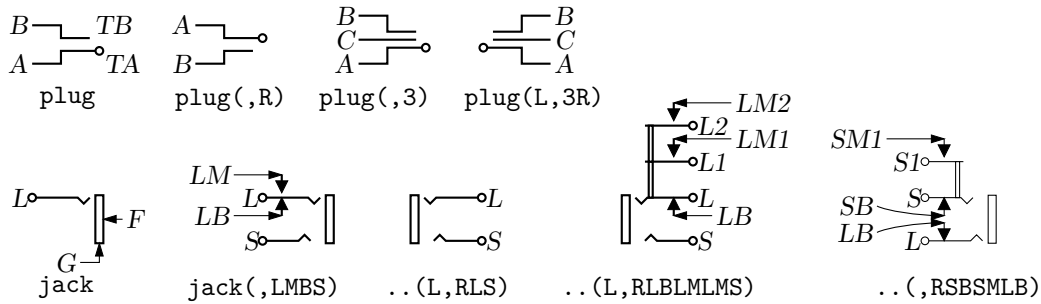 B TB A B B
C C
A TA B A A
plug plug(,R) plug(,3) plug(L,3R)
LM2
L2
LM1 SM1
LM L1 S1
L L L L S
F LB LB SB
S S S LB
G L
jack jack(,LMBS) ..(L,RLS) ..(L,RLBLMLMS) ..(,RSBSMLB)